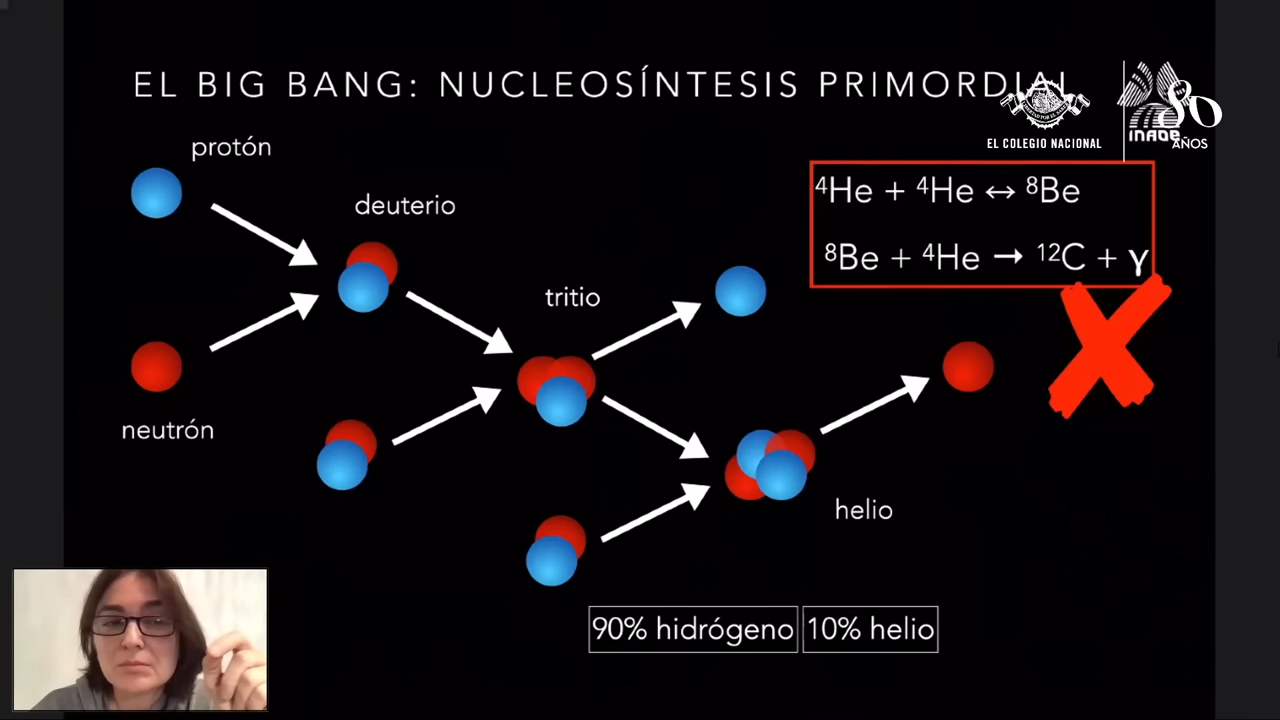 EL BIG BANG: NUCLEOSÍNTESIS PRIMORDIAL
EL COLEGIO NACIONAL
INAOE
80
AÑOS
protón
deuterio
⁴He + ⁴He ↔ ⁸Be
⁸Be + ⁴He → ¹²C + γ
tritio
neutrón
helio
90% hidrógeno
10% helio